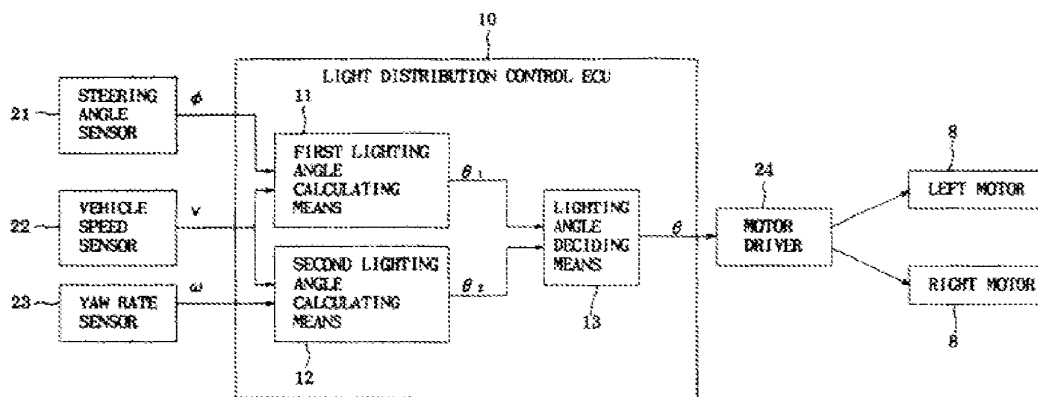 10
LIGHT DISTRIBUTION CONTROL ECU
21
STEERING
ANGLE
SENSOR
ϕ
11
FIRST LIGHTING
ANGLE
CALCULATING
MEANS
θ1
22
VEHICLE
SPEED
SENSOR
v
23
YAW RATE
SENSOR
ω
SECOND LIGHTING
ANGLE
CALCULATING
MEANS
12
θ2
LIGHTING
ANGLE
DECIDING
MEANS
13
θ
24
MOTOR
DRIVER
8
LEFT MOTOR
RIGHT MOTOR
8